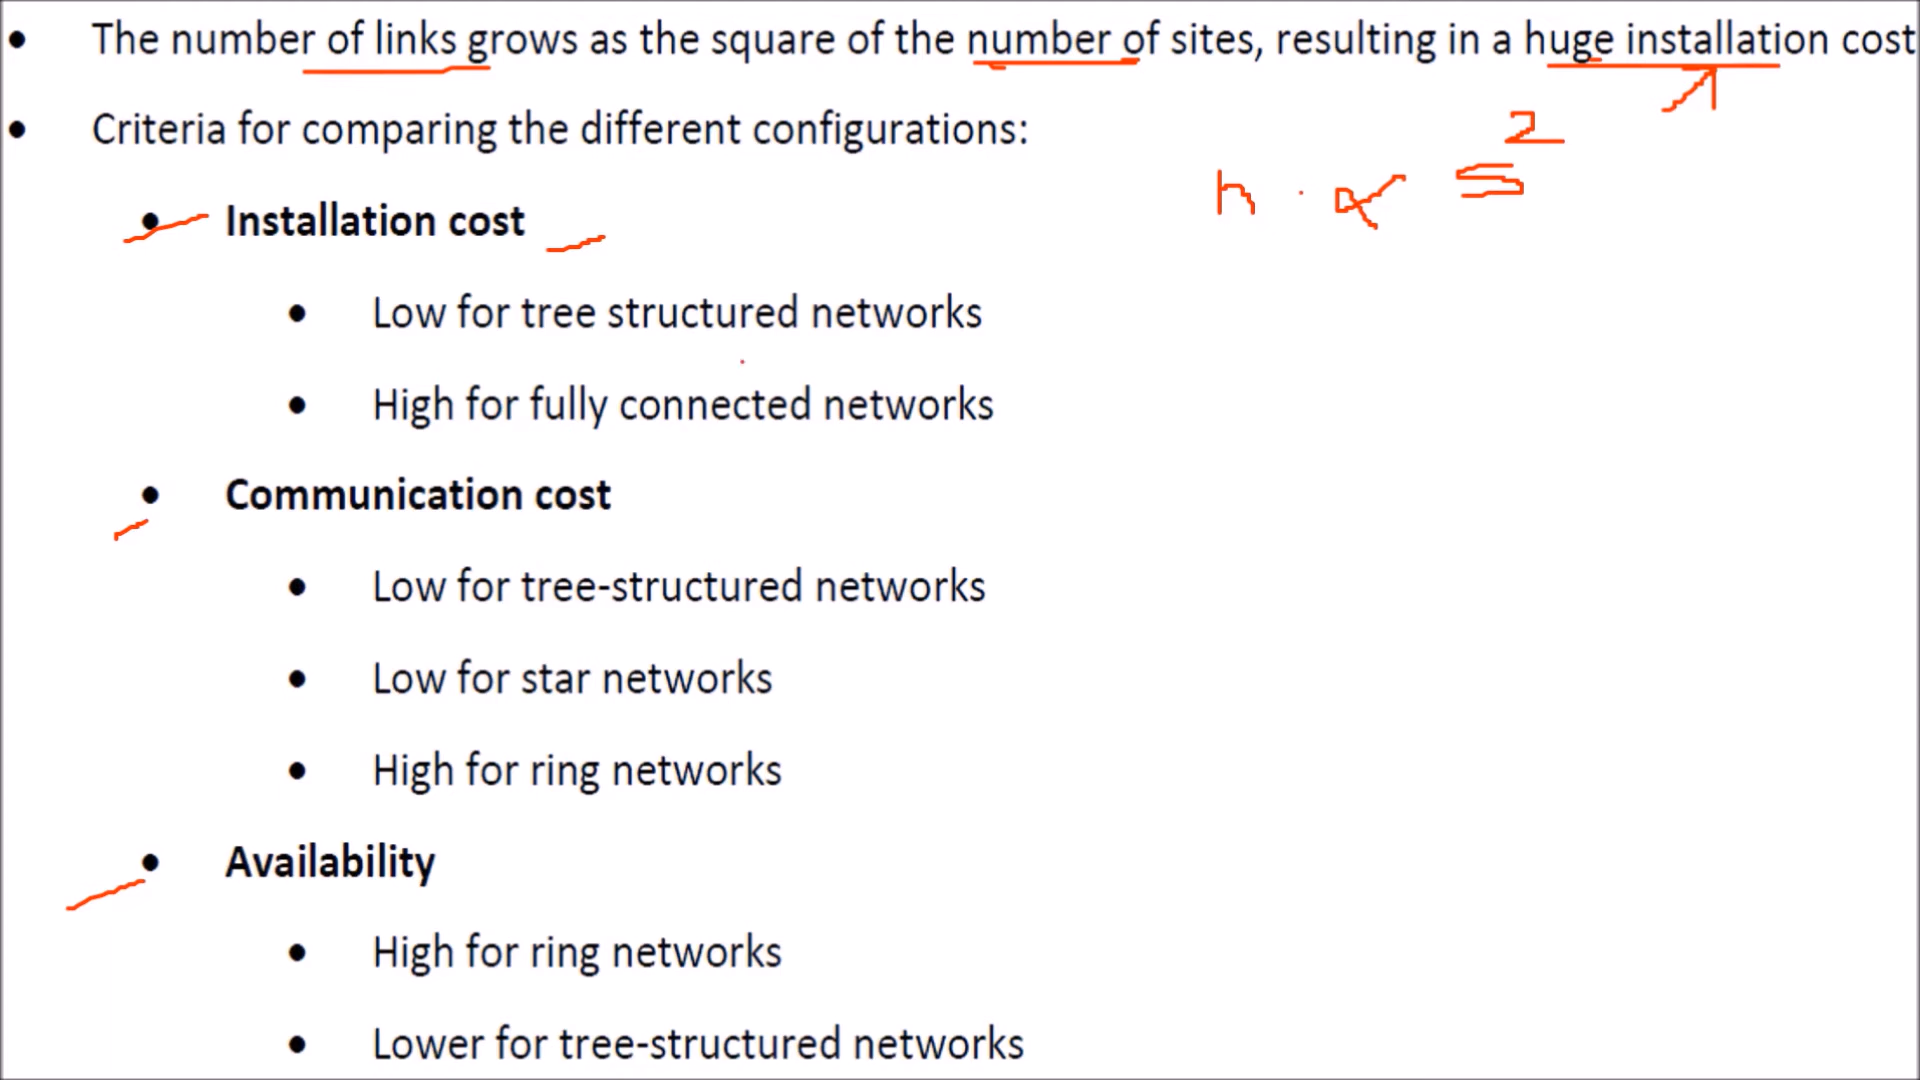 • The number of links grows as the square of the number of sites, resulting in a huge installation cost
• Criteria for comparing the different configurations:
• Installation cost
n ∝ S²
• Low for tree structured networks
• High for fully connected networks
• Communication cost
• Low for tree-structured networks
• Low for star networks
• High for ring networks
• Availability
• High for ring networks
• Lower for tree-structured networks